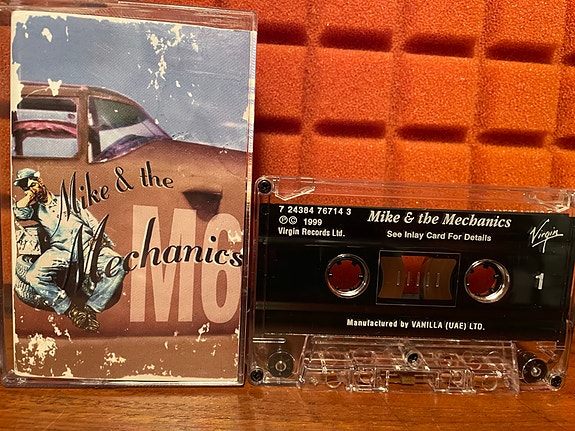 Mike & the
Mechanics
M6
7 24384 76714 3
℗© 1999
Virgin Records Ltd.
Mike & the Mechanics
See Inlay Card For Details
Virgin
1
Manufactured by VANILLA (UAE) LTD.